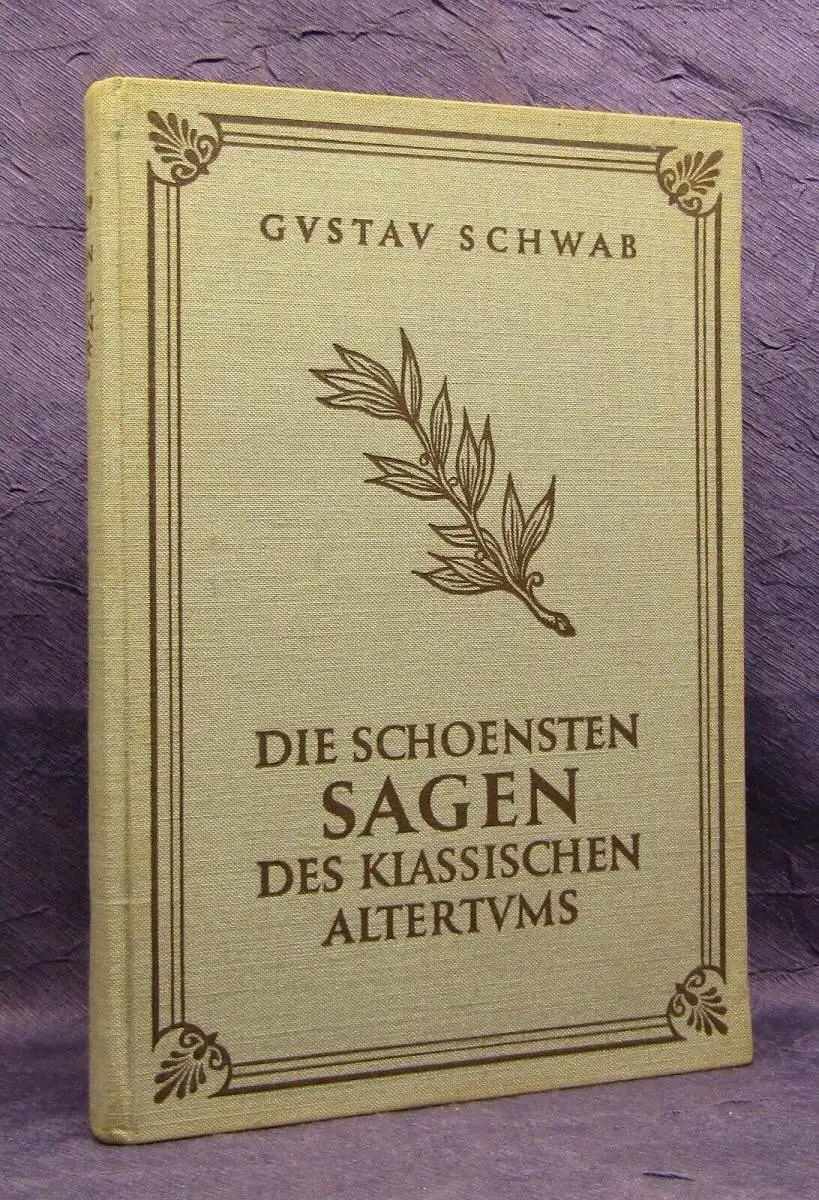 GVSTAV SCHWAB
DIE SCHOENSTEN
SAGEN
DES KLASSISCHEN
ALTERTVMS